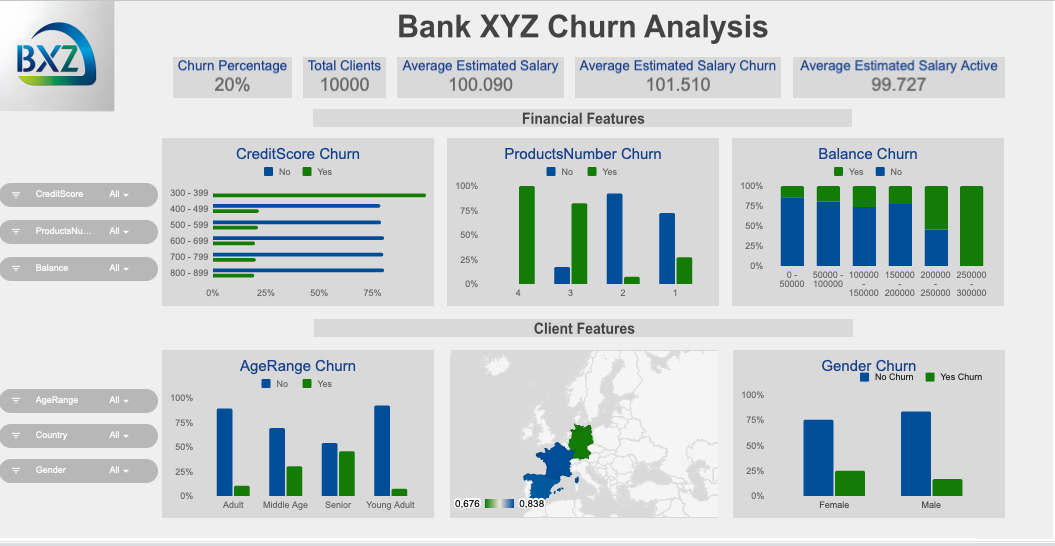 Bank XYZ Churn Analysis
BXZ
Churn Percentage
20%
Total Clients
10000
Average Estimated Salary
100.090
Average Estimated Salary Churn
101.510
Average Estimated Salary Active
99.727
Financial Features
CreditScore All
ProductsNu... All
Balance All
CreditScore Churn
No Yes
300 - 399
400 - 499
500 - 599
600 - 699
700 - 799
800 - 899
0% 25% 50% 75%
ProductsNumber Churn
No Yes
100%
75%
50%
25%
0%
4 3 2 1
Balance Churn
Yes No
100%
75%
50%
25%
0%
0 - 50000
50000 - 100000
100000 - 150000
150000 - 200000
200000 - 250000
250000 - 300000
Client Features
AgeRange All
Country All
Gender All
AgeRange Churn
No Yes
100%
75%
50%
25%
0%
Adult Middle Age Senior Young Adult
0,676 0,838
Gender Churn
No Churn Yes Churn
100%
75%
50%
25%
0%
Female Male